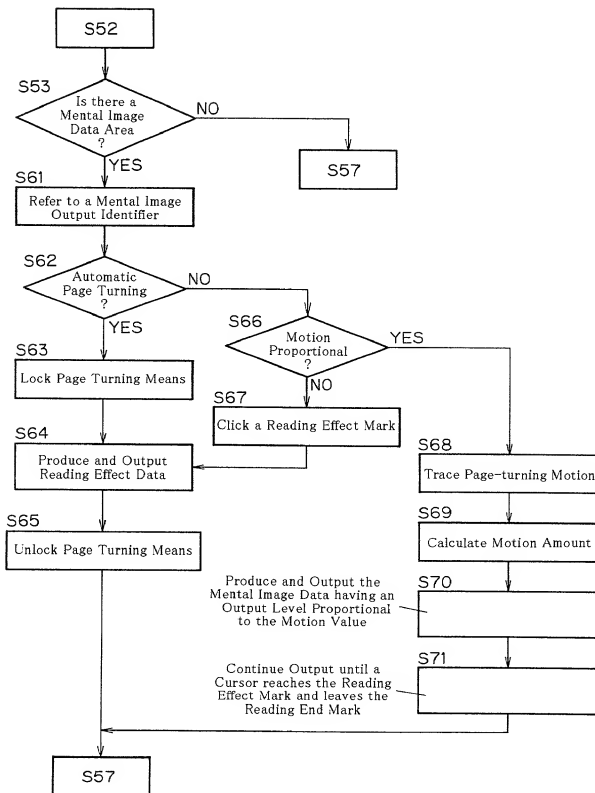 S52
S53
Is there a
Mental Image
Data Area
?
NO
YES
S57
S61
Refer to a Mental Image
Output Identifier
S62
Automatic
Page Turning
?
NO
YES
S66
Motion
Proportional
?
YES
NO
S63
Lock Page Turning Means
S67
Click a Reading Effect Mark
S64
Produce and Output
Reading Effect Data
S68
Trace Page-turning Motion
S65
Unlock Page Turning Means
S69
Calculate Motion Amount
S70
Produce and Output the
Mental Image Data having an
Output Level Proportional
to the Motion Value
S71
Continue Output until a
Cursor reaches the Reading
Effect Mark and leaves the
Reading End Mark
S57